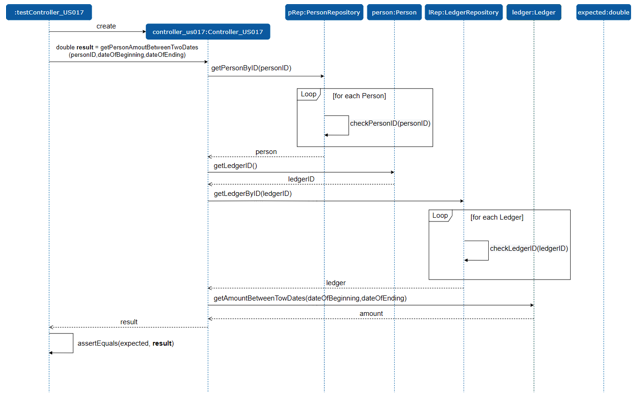 :testController_US017
pRep:PersonRepository
person:Person
lRep:LedgerRepository
ledger:Ledger
expected:double
create
controller_us017:Controller_US017
double result = getPersonAmoutBetweenTwoDates
(personID,dateOfBeginning,dateOfEnding)
getPersonByID(personID)
Loop
[for each Person]
checkPersonID(personID)
person
getLedgerID()
ledgerID
getLedgerByID(ledgerID)
Loop
[for each Ledger]
checkLedgerID(ledgerID)
ledger
getAmountBetweenTowDates(dateOfBeginning,dateOfEnding)
amount
result
assertEquals(expected, result)